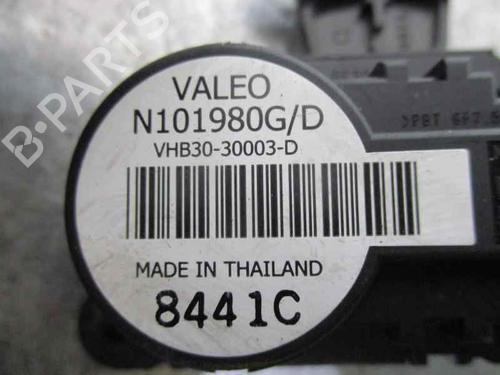 VALEO
N101980G/D
VHB30-30003-D
MADE IN THAILAND
8441C
B-PARTS